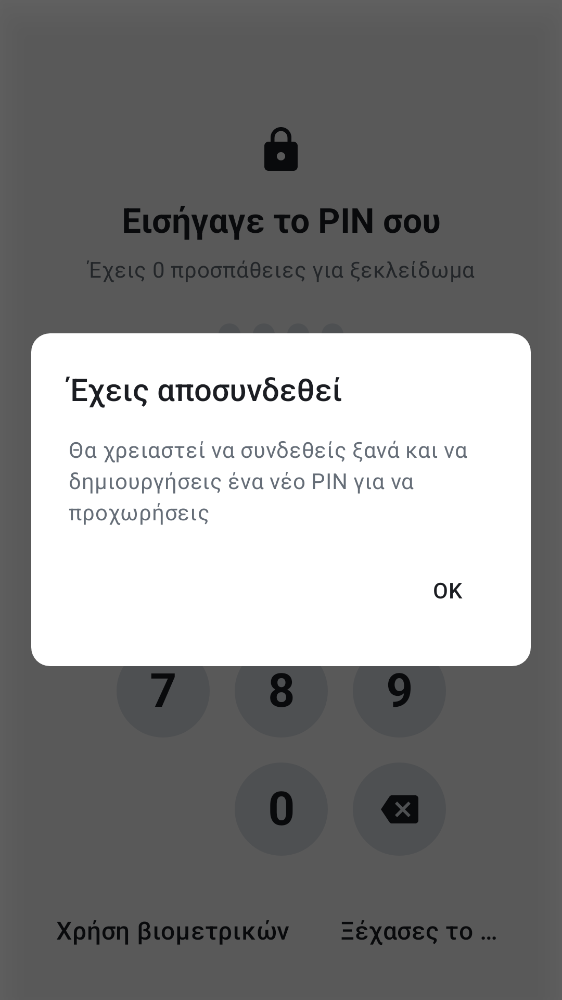 Εισήγαγε το PIN σου
Έχεις 0 προσπάθειες για ξεκλείδωμα
Έχεις αποσυνδεθεί
Θα χρειαστεί να συνδεθείς ξανά και να
δημιουργήσεις ένα νέο PIN για να
προχωρήσεις
OK
7 8 9
0
Χρήση βιομετρικών Ξέχασες το ...